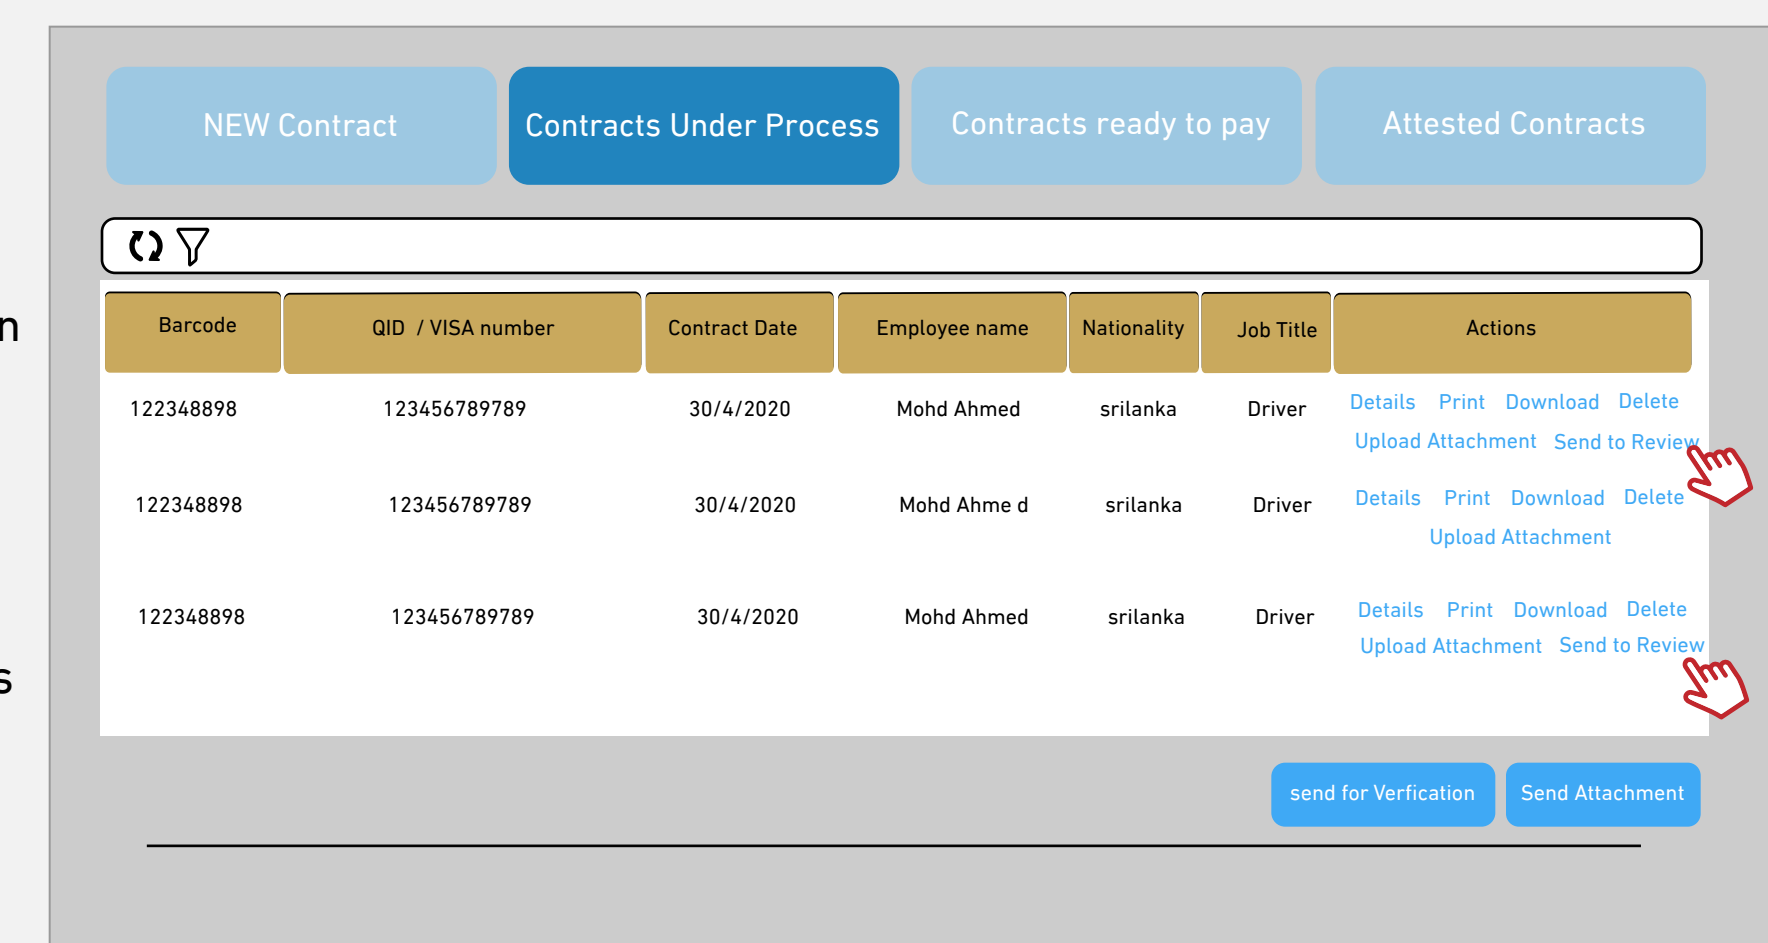 NEW Contract
Contracts Under Process
Contracts ready to pay
Attested Contracts
Barcode
QID / VISA number
Contract Date
Employee name
Nationality
Job Title
Actions
n
122348898
123456789789
30/4/2020
Mohd Ahmed
srilanka
Driver
Details Print Download Delete
Upload Attachment Send to Review
122348898
123456789789
30/4/2020
Mohd Ahme d
srilanka
Driver
Details Print Download Delete
Upload Attachment
122348898
123456789789
30/4/2020
Mohd Ahmed
srilanka
Driver
Details Print Download Delete
Upload Attachment Send to Review
s
send for Verfication
Send Attachment